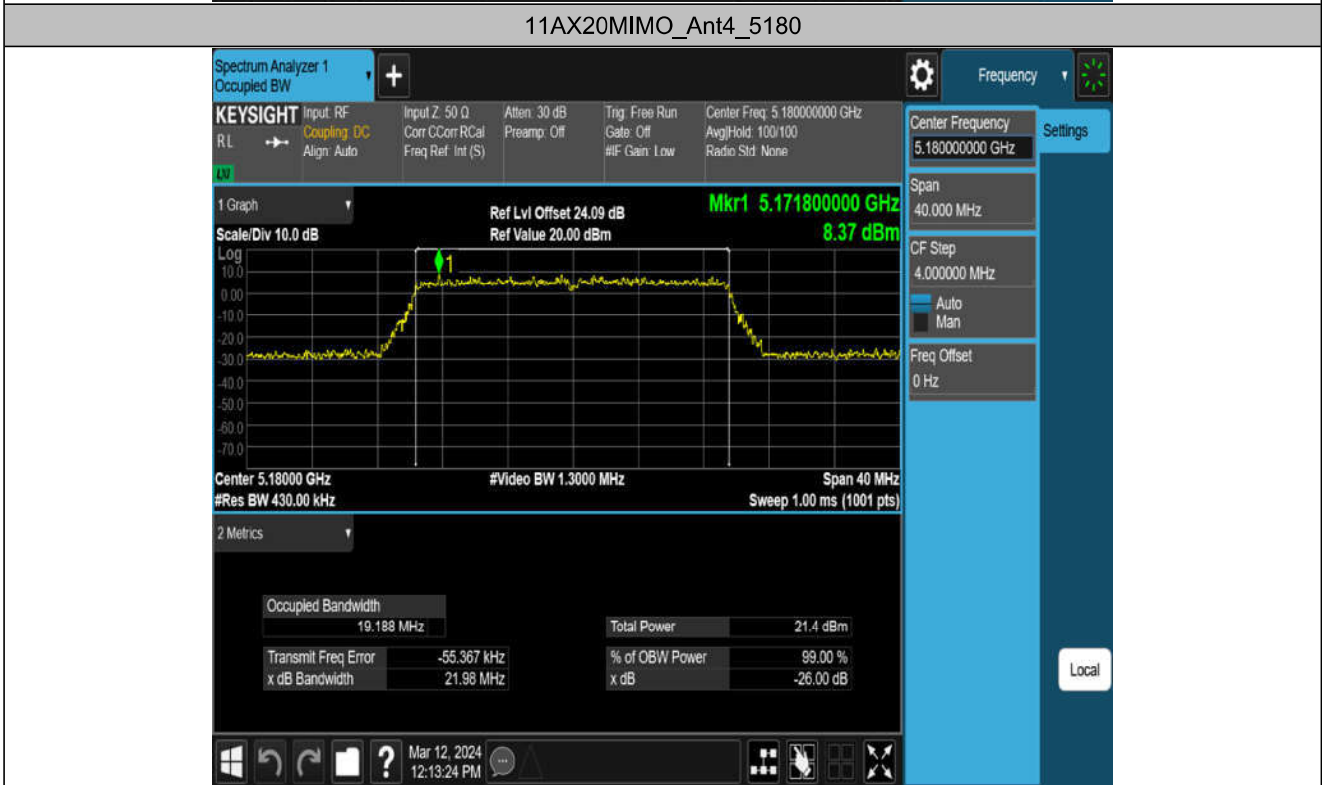 11AX20MIMO_Ant4_5180
Spectrum Analyzer 1
Occupied BW
+
Frequency
KEYSIGHT
RL
LXI
Input: RF
Coupling: DC
Align: Auto
Input Z: 50 Ω
Corr CCorr RCal
Freq Ref: Int (S)
Atten: 30 dB
Preamp: Off
Trig: Free Run
Gate: Off
#IF Gain: Low
Center Freq: 5.180000000 GHz
Avg|Hold: 100/100
Radio Std: None
Center Frequency
5.180000000 GHz
Settings
Span
40.000 MHz
CF Step
4.000000 MHz
Auto
Man
Freq Offset
0 Hz
Local
1 Graph
Scale/Div 10.0 dB
Ref Lvl Offset 24.09 dB
Ref Value 20.00 dBm
Mkr1 5.171800000 GHz
8.37 dBm
Log
1
10.0
0.00
-10.0
-20.0
-30.0
-40.0
-50.0
-60.0
-70.0
Center 5.18000 GHz
#Res BW 430.00 kHz
#Video BW 1.3000 MHz
Span 40 MHz
Sweep 1.00 ms (1001 pts)
2 Metrics
Occupied Bandwidth
19.188 MHz
Total Power 21.4 dBm
Transmit Freq Error -55.367 kHz
% of OBW Power 99.00 %
x dB Bandwidth 21.98 MHz
x dB -26.00 dB
?
Mar 12, 2024
12:13:24 PM